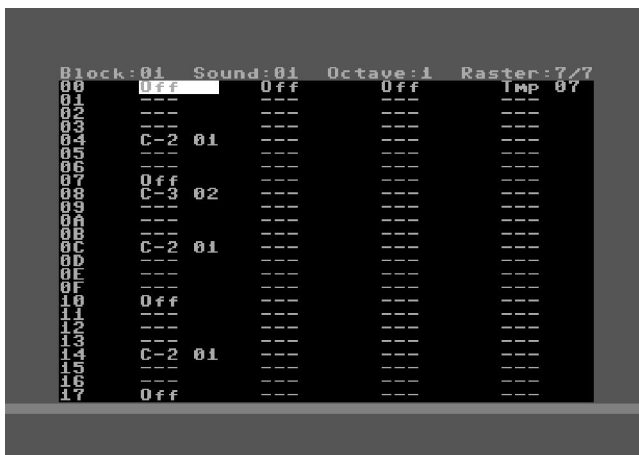 Block:01 Sound:01 Octave:1 Raster:7/7
00 Off Off Off Tmp 07
01 --- --- --- ---
02 --- --- --- ---
03 --- --- --- ---
04 C-2 01 --- --- ---
05 --- --- --- ---
06 --- --- --- ---
07 Off --- --- ---
08 C-3 02 --- --- ---
09 --- --- --- ---
0A --- --- --- ---
0B --- --- --- ---
0C C-2 01 --- --- ---
0D --- --- --- ---
0E --- --- --- ---
0F --- --- --- ---
10 Off --- --- ---
11 --- --- --- ---
12 --- --- --- ---
13 --- --- --- ---
14 C-2 01 --- --- ---
15 --- --- --- ---
16 --- --- --- ---
17 Off --- --- ---